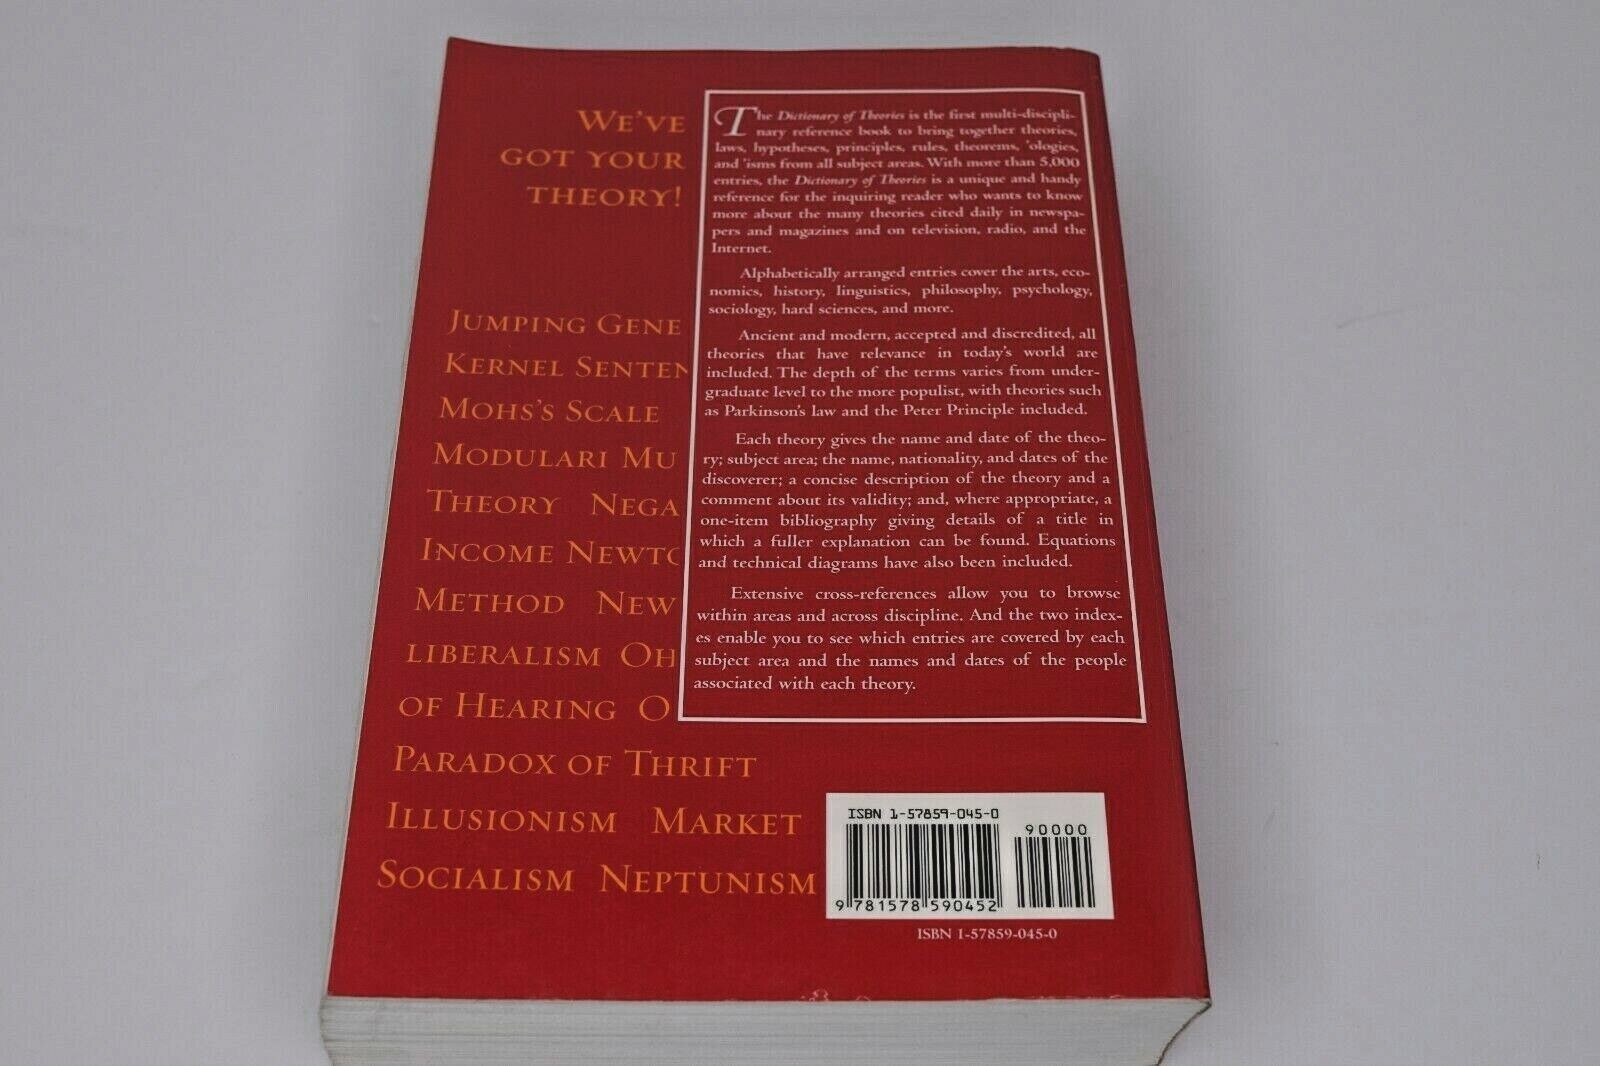 WE'VE
GOT YOUR
THEORY!
The Dictionary of Theories is the first multi-discipli-
nary reference book to bring together theories,
laws, hypotheses, principles, rules, theorems, 'ologies,
and 'isms from all subject areas. With more than 5,000
entries, the Dictionary of Theories is a unique and handy
reference for the inquiring reader who wants to know
more about the many theories cited daily in newspa-
pers and magazines and on television, radio, and the
Internet.
Alphabetically arranged entries cover the arts, eco-
nomics, history, linguistics, philosophy, psychology,
sociology, hard sciences, and more.
Ancient and modern, accepted and discredited, all
theories that have relevance in today's world are
included. The depth of the terms varies from under-
graduate level to the more populist, with theories such
as Parkinson's law and the Peter Principle included.
Each theory gives the name and date of the theo-
ry; subject area; the name, nationality, and dates of the
discoverer; a concise description of the theory and a
comment about its validity; and, where appropriate, a
one-item bibliography giving details of a title in
which a fuller explanation can be found. Equations
and technical diagrams have also been included.
Extensive cross-references allow you to browse
within areas and across discipline. And the two index-
es enable you to see which entries are covered by each
subject area and the names and dates of the people
associated with each theory.
JUMPING GENE
KERNEL SENTEN
MOHS'S SCALE
MODULARI MU
THEORY NEGA
INCOME NEWTO
METHOD NEW
LIBERALISM OH
OF HEARING O
PARADOX OF THRIFT
ILLUSIONISM MARKET
SOCIALISM NEPTUNISM
ISBN 1-57859-045-0
90000
9 781578 590452
ISBN 1-57859-045-0